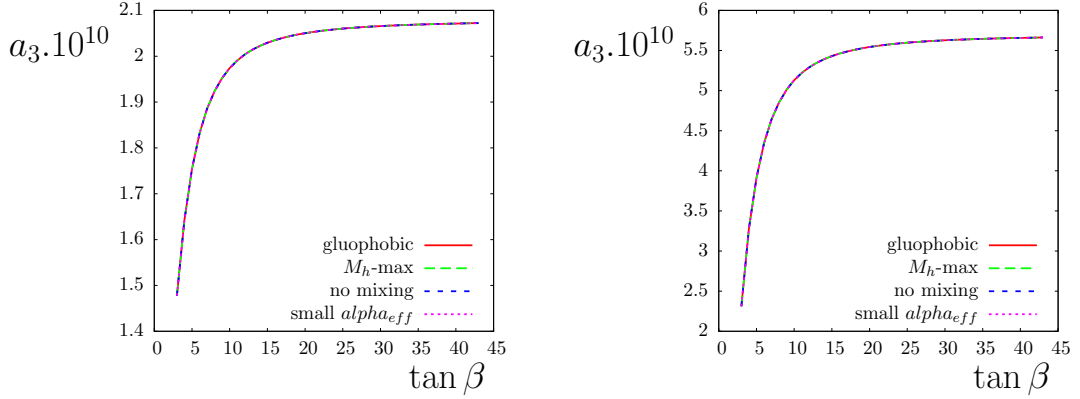 a₃.10¹⁰
2.1
2
1.9
1.8
1.7
1.6
1.5
1.4
gluophobic
M_h-max
no mixing
small alpha_eff
0 5 10 15 20 25 30 35 40 45
tan β
a₃.10¹⁰
6
5.5
5
4.5
4
3.5
3
2.5
2
gluophobic
M_h-max
no mixing
small alpha_eff
0 5 10 15 20 25 30 35 40 45
tan β